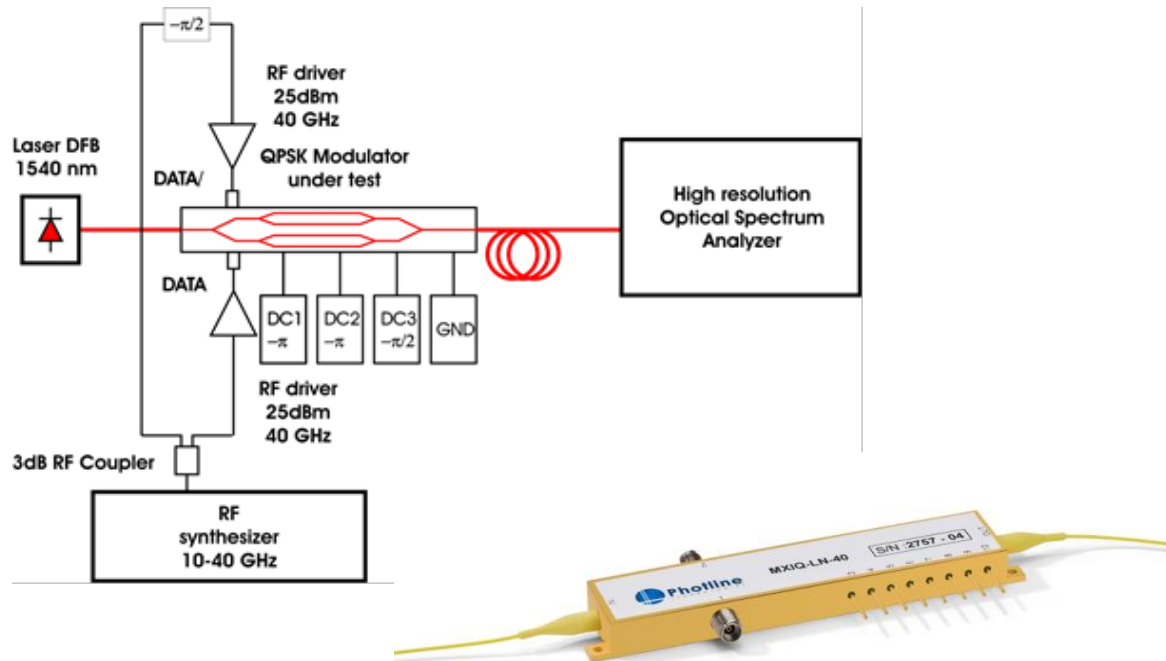 −π/2
RF driver
25dBm
40 GHz
Laser DFB
1540 nm
DATA/
QPSK Modulator
under test
High resolution
Optical Spectrum
Analyzer
DATA
DC1
−π
DC2
−π
DC3
−π/2
GND
RF driver
25dBm
40 GHz
3dB RF Coupler
RF
synthesizer
10-40 GHz
Photline
MXIQ-LN-40
S/N :2757 - 04